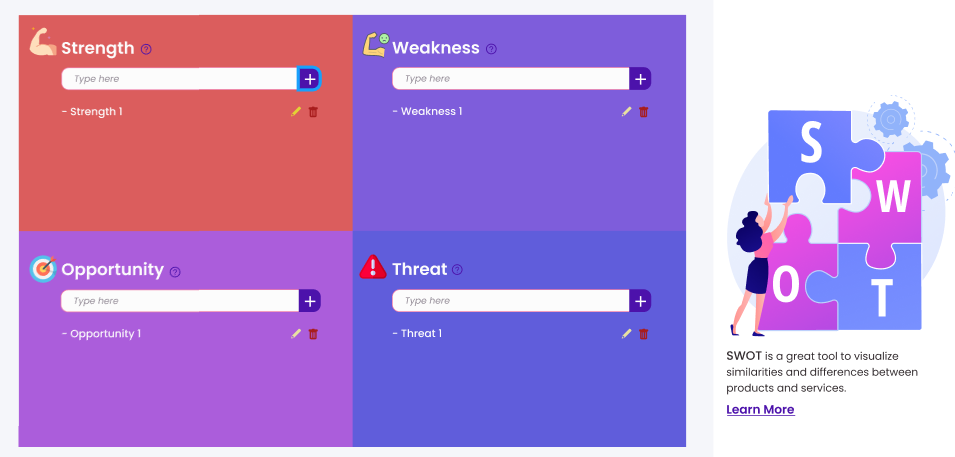 Strength
Type here
- Strength 1
Weakness
Type here
- Weakness 1
Opportunity
Type here
- Opportunity 1
Threat
Type here
- Threat 1
S
W
O
T
SWOT is a great tool to visualize
similarities and differences between
products and services.
Learn More